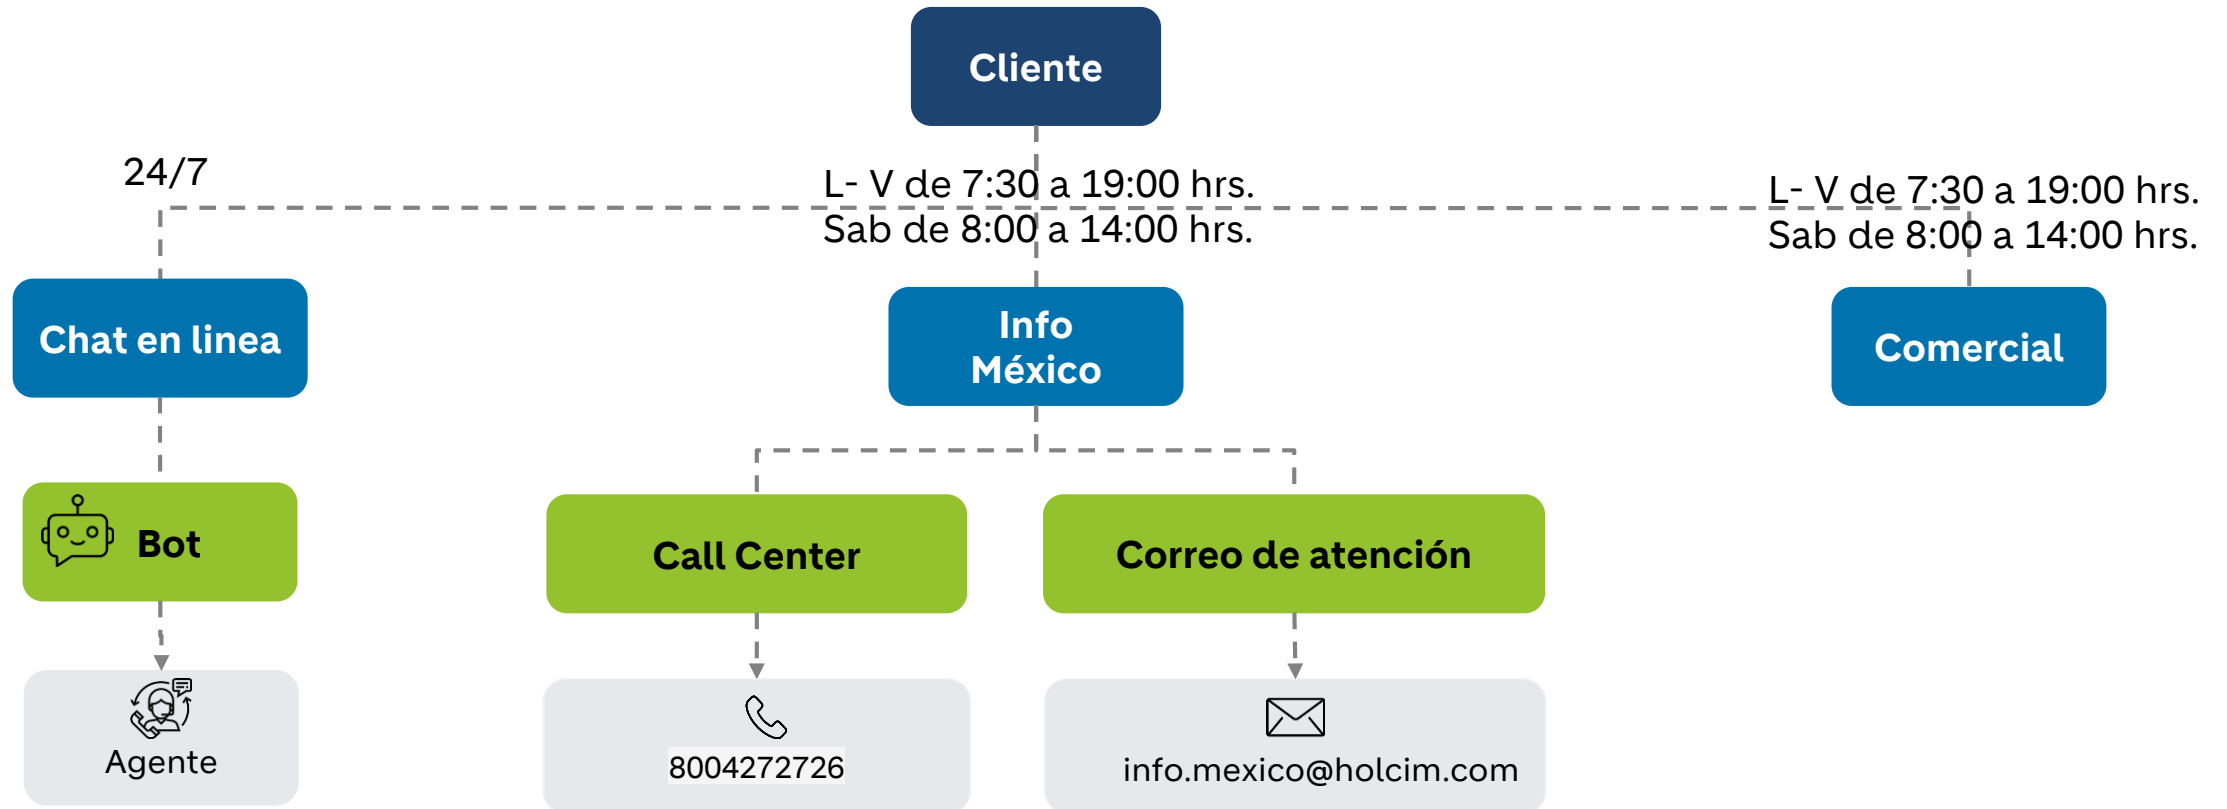 Cliente
24/7
L- V de 7:30 a 19:00 hrs.
Sab de 8:00 a 14:00 hrs.
L- V de 7:30 a 19:00 hrs.
Sab de 8:00 a 14:00 hrs.
Chat en linea
Info
México
Comercial
Bot
Call Center
Correo de atención
Agente
8004272726
info.mexico@holcim.com